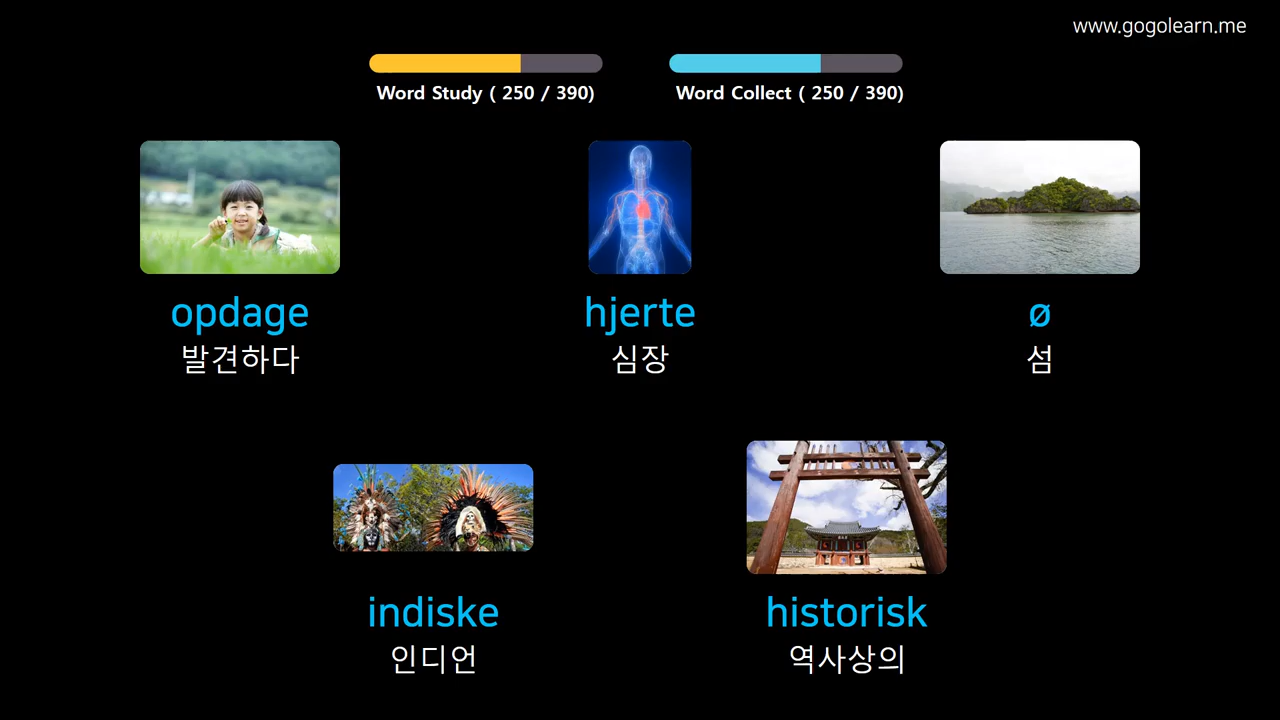 www.gogolearn.me
Word Study ( 250 / 390)
Word Collect ( 250 / 390)
opdage
발견하다
hjerte
심장
ø
섬
indiske
인디언
historisk
역사상의